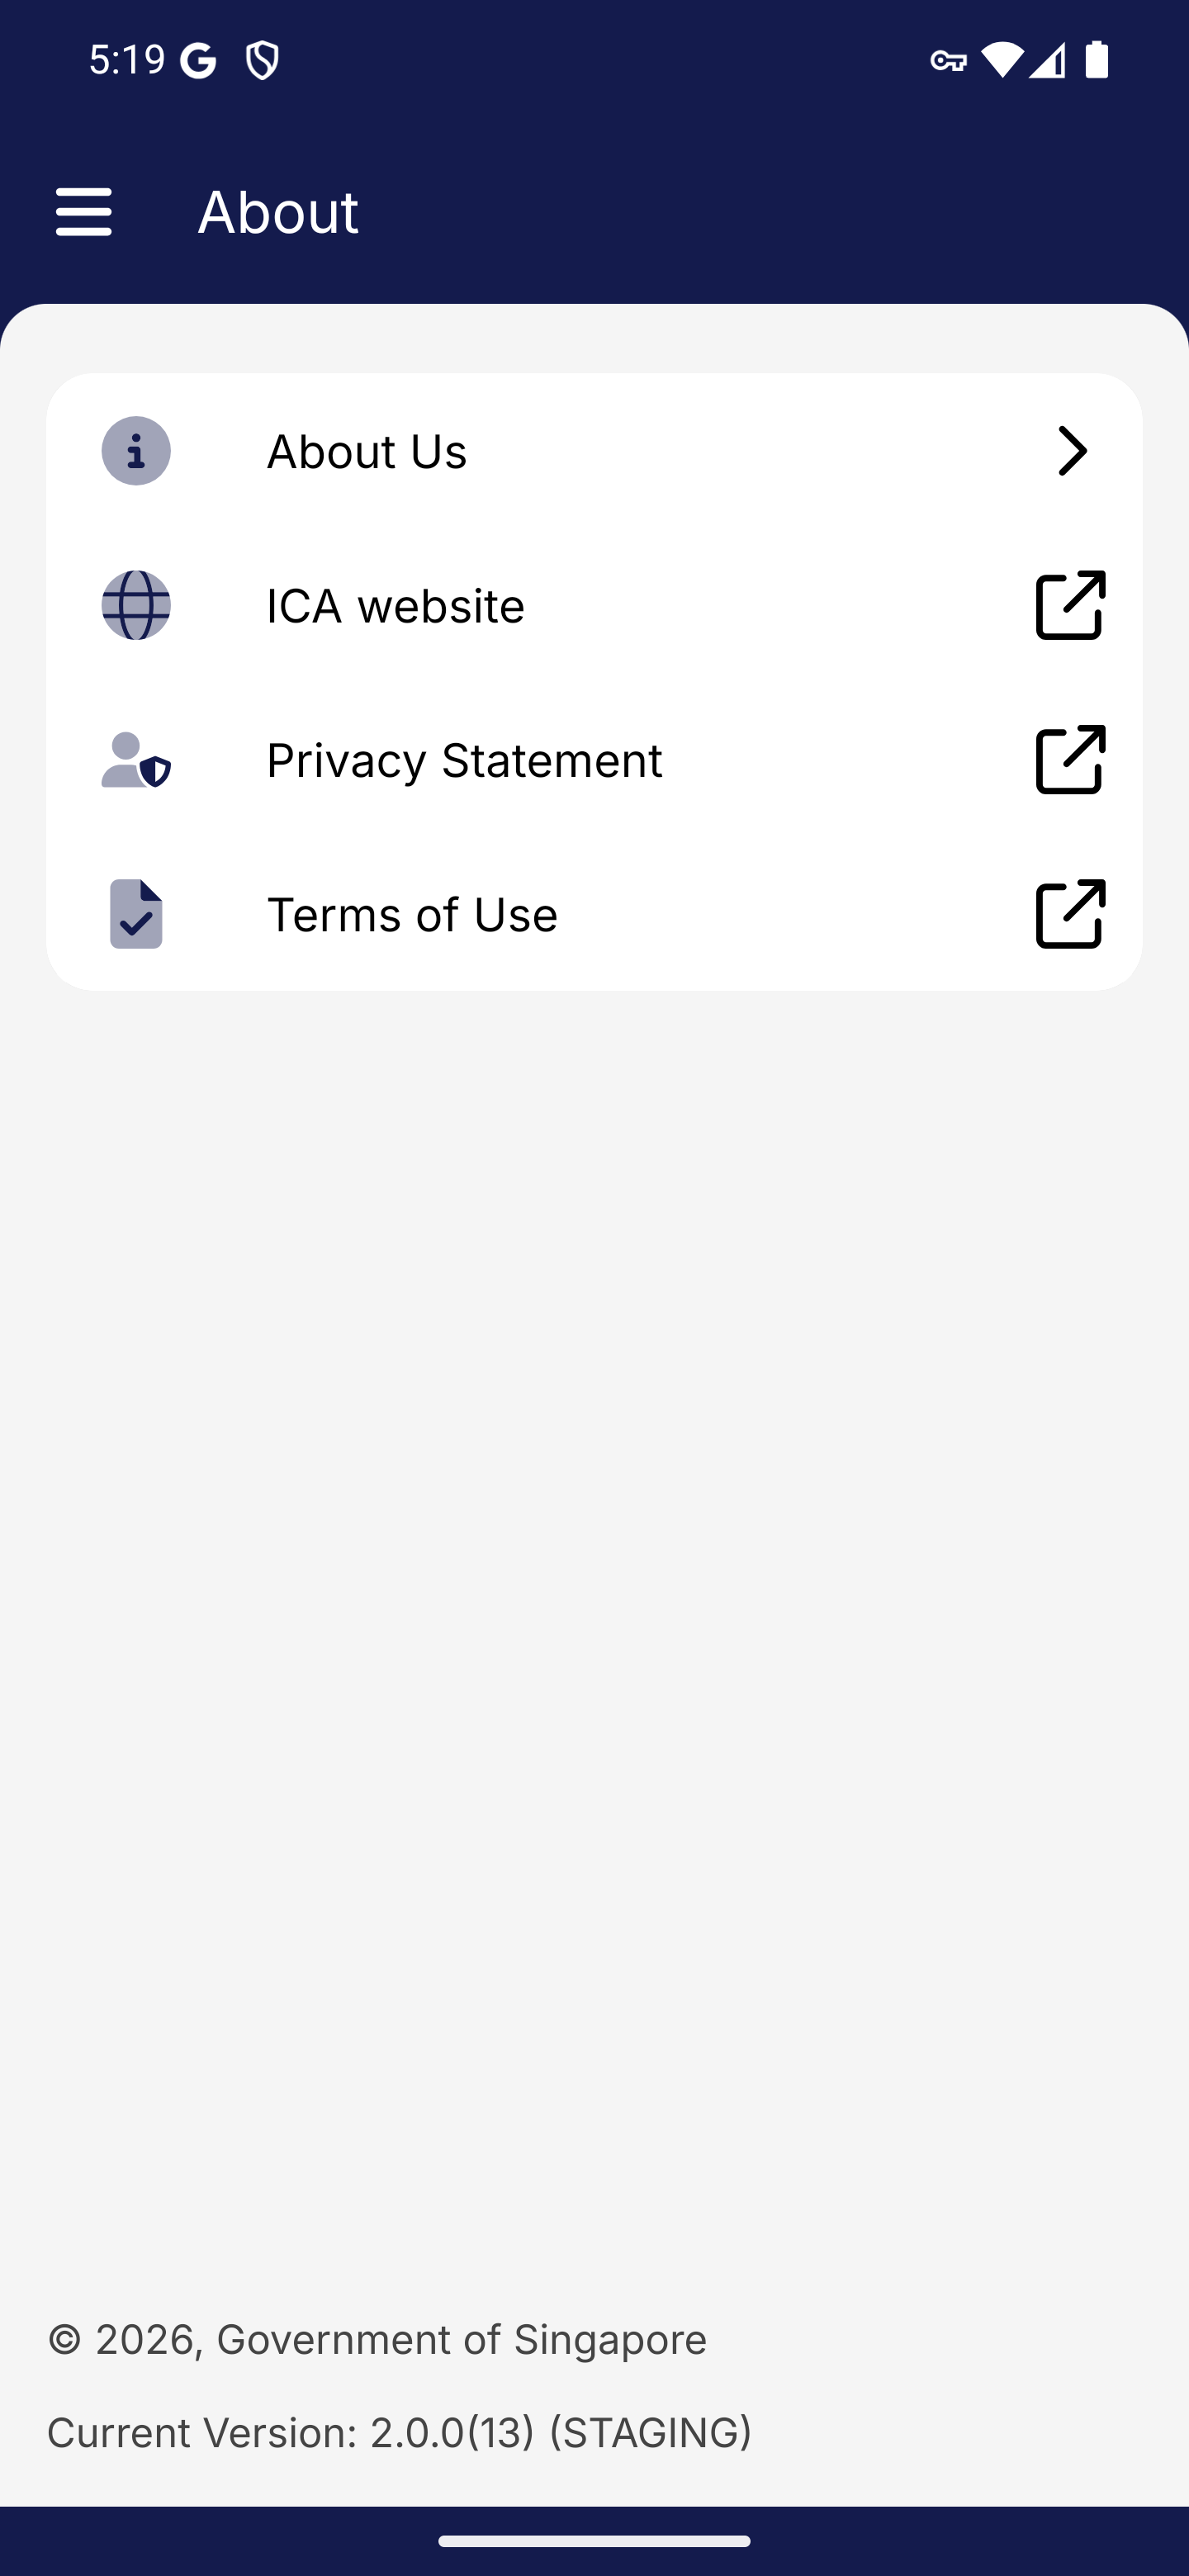 5:19
About
About Us
ICA website
Privacy Statement
Terms of Use
© 2026, Government of Singapore
Current Version: 2.0.0(13) (STAGING)